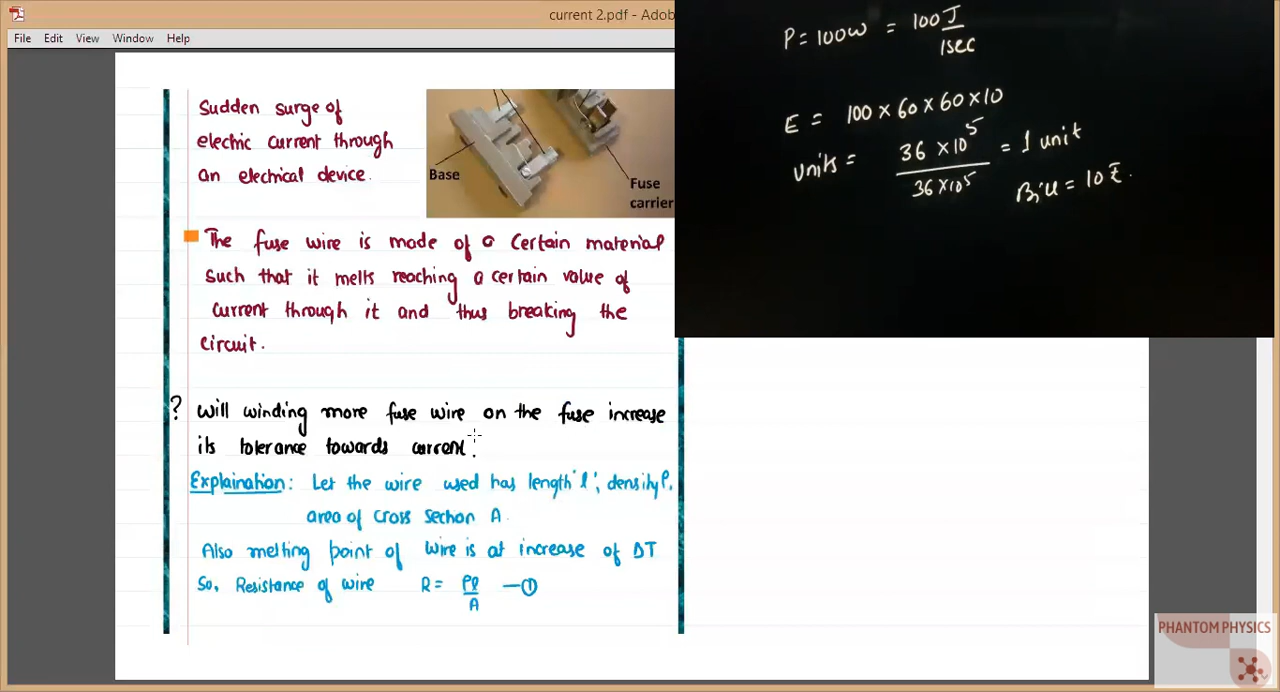 current 2.pdf - Adob
File Edit View Window Help
Sudden surge of
electric current through
an electrical device.
Base
Fuse
carrier
The fuse wire is made of a certain material
such that it melts reaching a certain value of
current through it and thus breaking the
circuit.
? Will winding more fuse wire on the fuse increase
its tolerance towards current.
Explaination: Let the wire used has length 'l', density ρ,
area of cross section A.
Also melting point of wire is at increase of ΔT
So, Resistance of wire R = ρl/A —①
P = 100W = 100J/1sec
E = 100 × 60 × 60 × 10
Units = 36 × 10⁵/36 × 10⁵ = 1 unit
Bill = 10₹.
PHANTOM PHYSICS